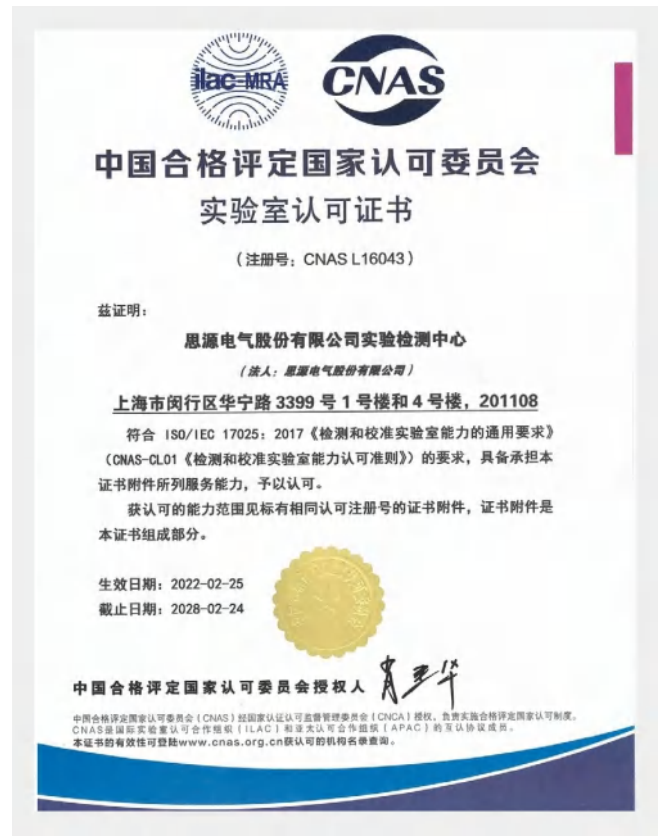 ilac-MRA
CNAS
中国合格评定国家认可委员会
实验室认可证书
（注册号：CNAS L16043）
兹证明：
思源电气股份有限公司实验检测中心
（法人：思源电气股份有限公司）
上海市闵行区华宁路 3399 号 1 号楼和 4 号楼，201108
符合 ISO/IEC 17025：2017《检测和校准实验室能力的通用要求》
（CNAS-CL01《检测和校准实验室能力认可准则》）的要求，具备承担本
证书附件所列服务能力，予以认可。
获认可的能力范围见标有相同认可注册号的证书附件，证书附件是
本证书组成部分。
生效日期：2022-02-25
截止日期：2028-02-24
中国合格评定国家认可委员会授权人
中国合格评定国家认可委员会（CNAS）经国家认证认可监督管理委员会（CNCA）授权，负责实施合格评定国家认可制度。
CNAS是国际实验室认可合作组织（ILAC）和亚太认可合作组织（APAC）的互认协议成员。
本证书的有效性可登陆www.cnas.org.cn获认可的机构名录查询。